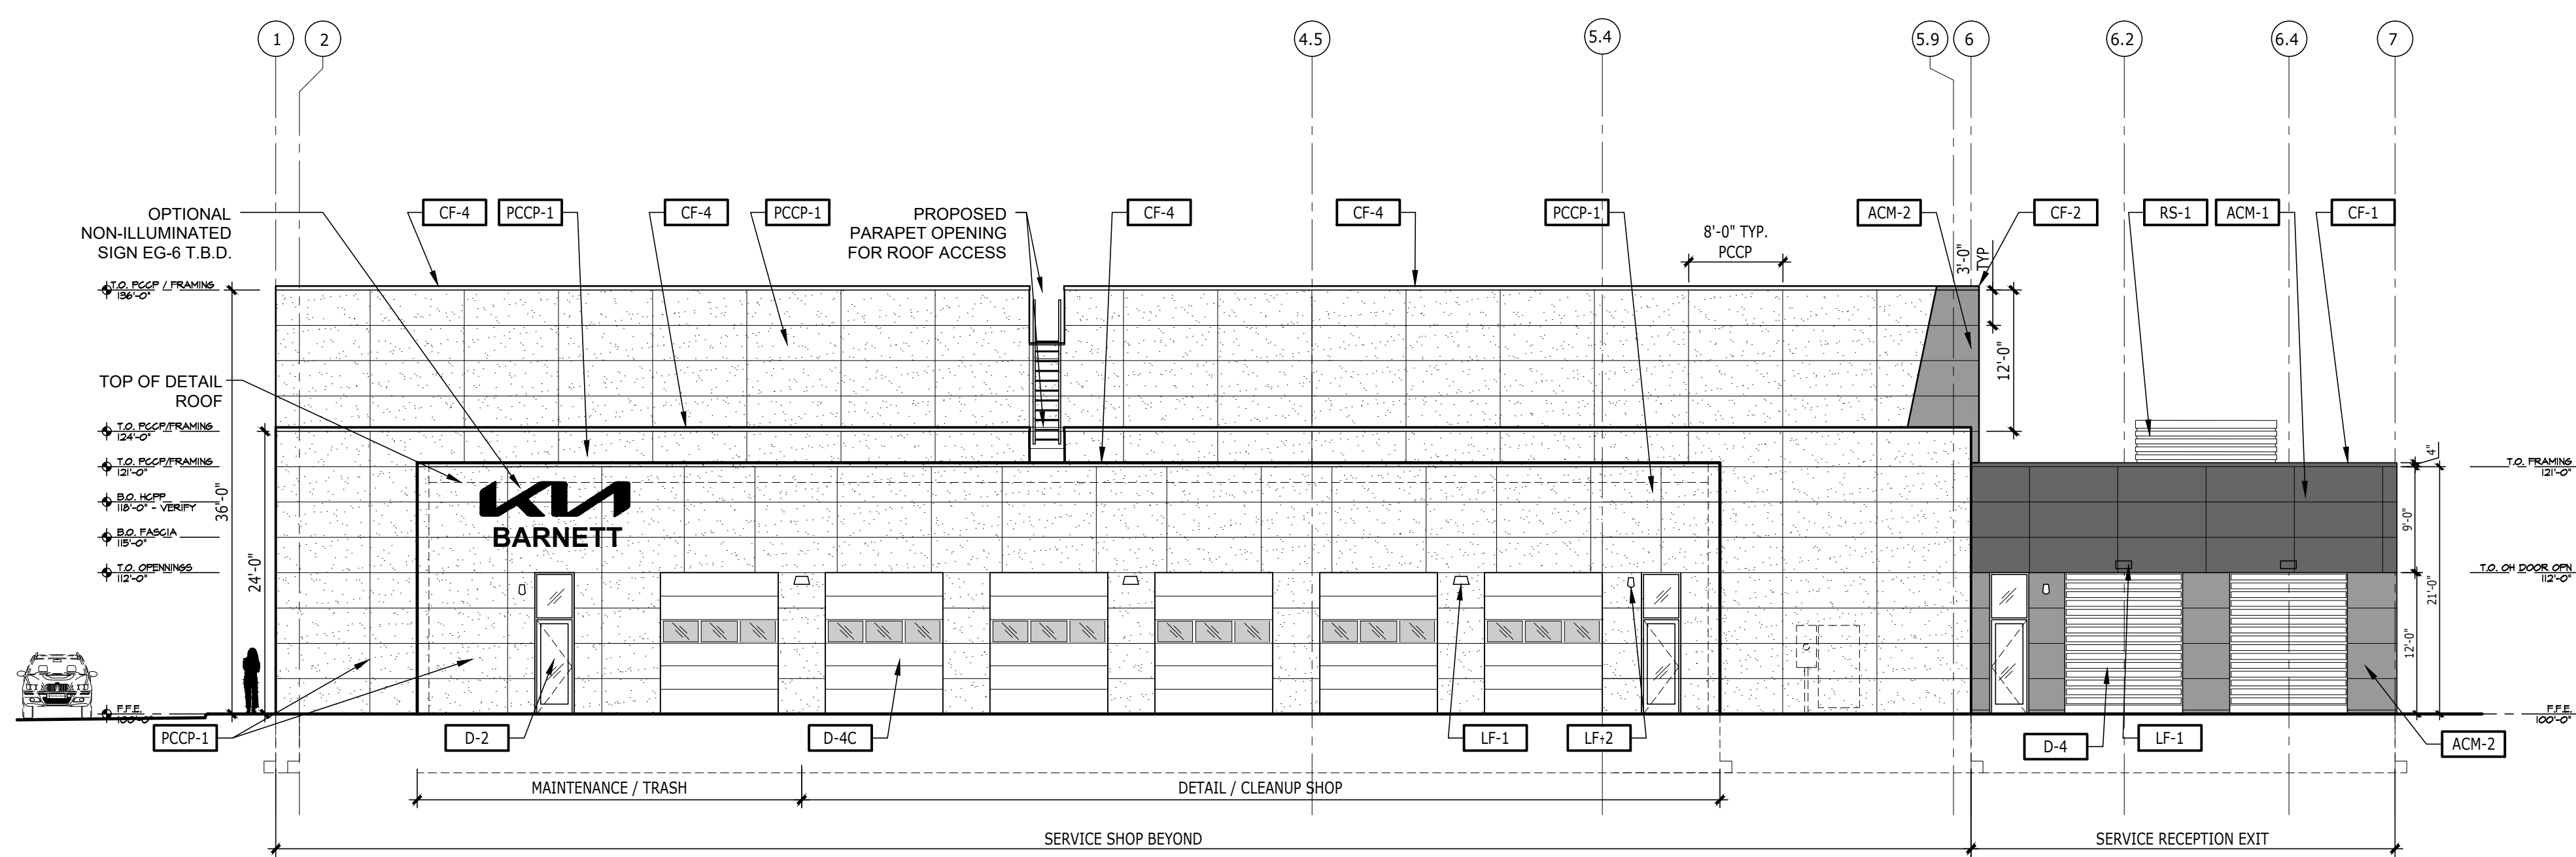 1
2
4.5
5.4
5.9
6
6.2
6.4
7
OPTIONAL
NON-ILLUMINATED
SIGN EG-6 T.B.D.
CF-4
PCCP-1
CF-4
PCCP-1
PROPOSED
PARAPET OPENING
FOR ROOF ACCESS
CF-4
CF-4
PCCP-1
8'-0" TYP.
PCCP
ACM-2
3'-0"
TYP
CF-2
RS-1
ACM-1
CF-1
T.O. PCCP / FRAMING
136'-0"
12'-0"
TOP OF DETAIL
ROOF
T.O. PCCP/FRAMING
124'-0"
T.O. PCCP/FRAMING
121'-0"
B.O. HCPP
118'-0" - VERIFY
B.O. FASCIA
115'-0"
T.O. OPENNINGS
112'-0"
F.F.E.
100'-0"
36'-0"
24'-0"
KIA
BARNETT
4"
T.O. FRAMING
121'-0"
9'-0"
T.O. OH DOOR OPN
112'-0"
21'-0"
12'-0"
F.F.E.
100'-0"
PCCP-1
D-2
D-4C
LF-1
LF-2
D-4
LF-1
ACM-2
MAINTENANCE / TRASH
DETAIL / CLEANUP SHOP
SERVICE SHOP BEYOND
SERVICE RECEPTION EXIT